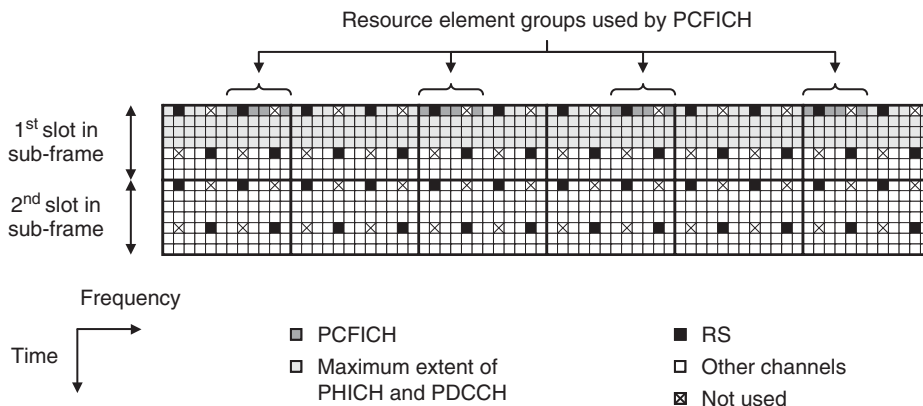 Resource element groups used by PCFICH
1st slot in
sub-frame
2nd slot in
sub-frame
Frequency
Time
PCFICH
Maximum extent of
PHICH and PDCCH
RS
Other channels
Not used